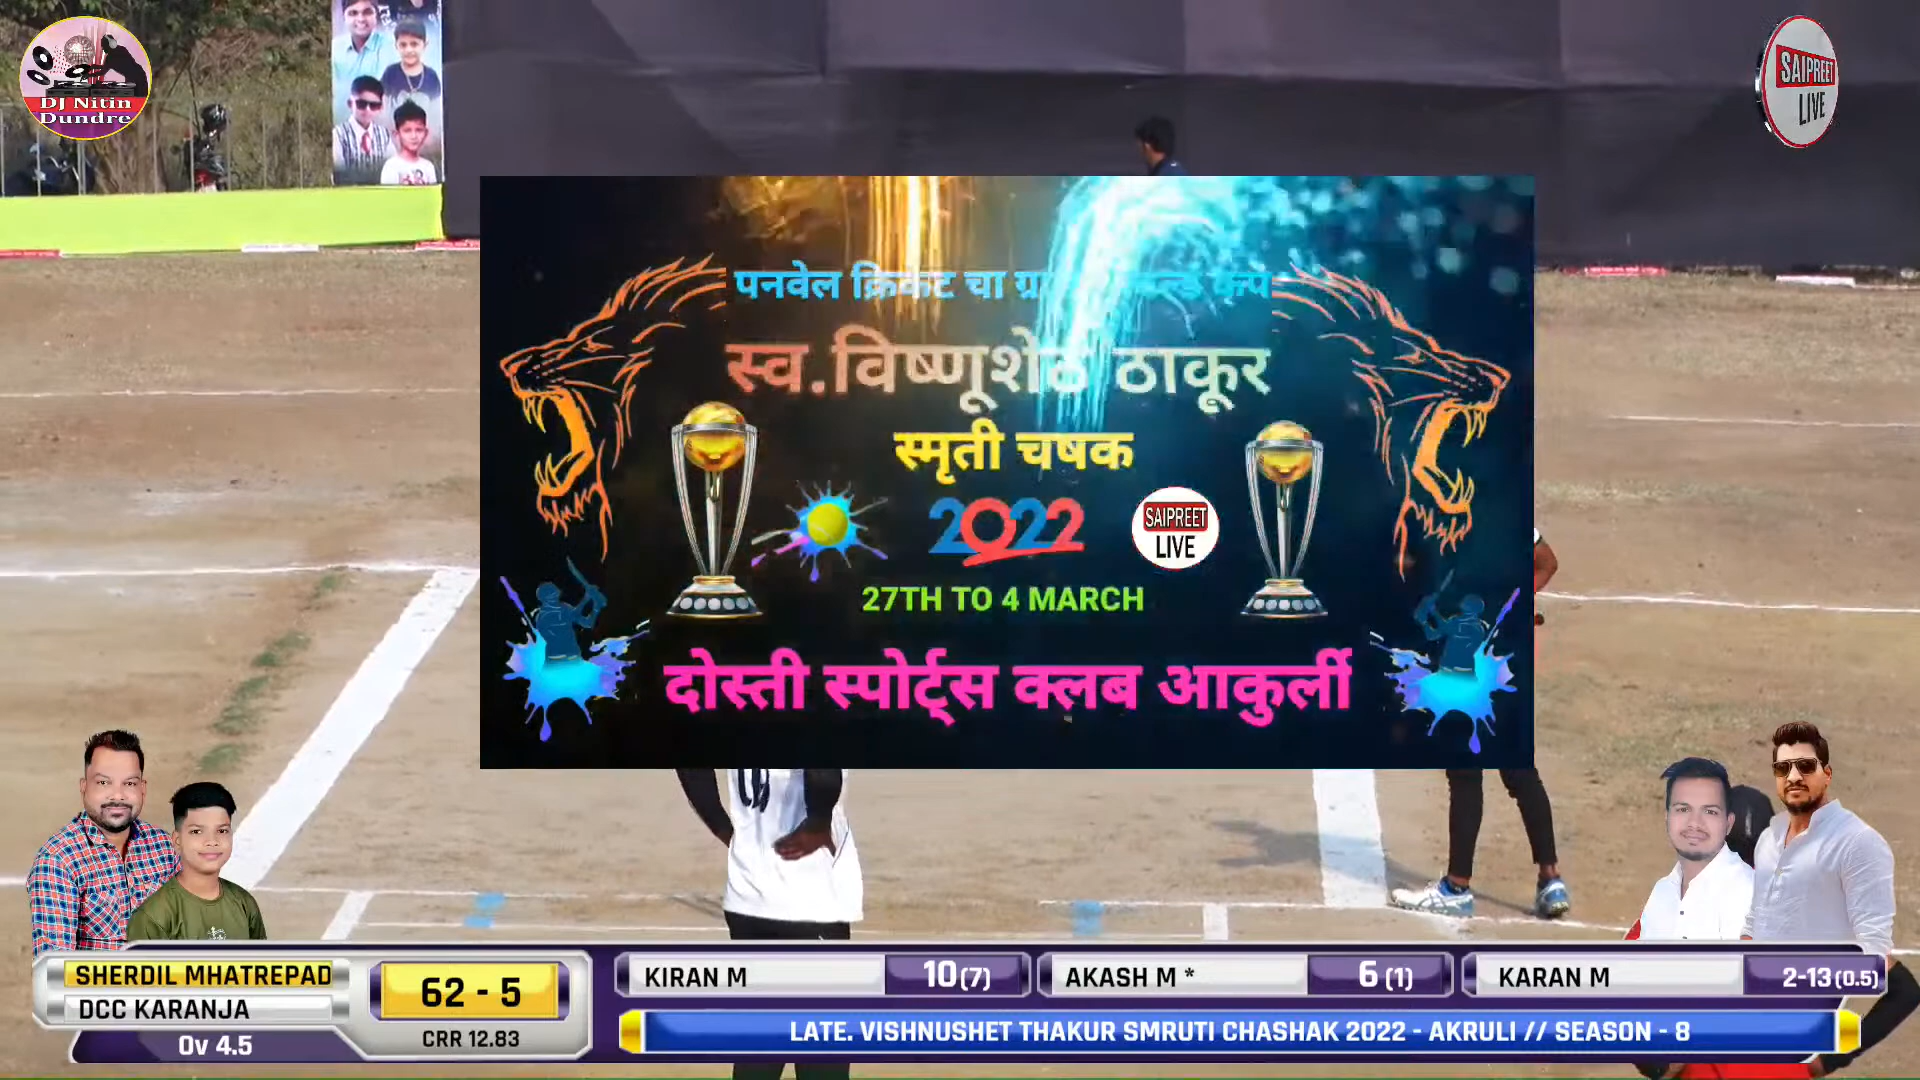 DJ Nitin
Dundre
SAIPREET
LIVE
पनवेल क्रिकेट चा
कप
स्व.विष्णूशेठ ठाकूर
स्मृती चषक
2022
SAIPREET
LIVE
27TH TO 4 MARCH
दोस्ती स्पोर्ट्स क्लब आकुर्ली
SHERDIL MHATREPAD
DCC KARANJA
Ov 4.5
62 - 5
CRR 12.83
KIRAN M 10(7)
AKASH M * 6 (1)
KARAN M 2-13(0.5)
LATE. VISHNUSHET THAKUR SMRUTI CHASHAK 2022 - AKRULI // SEASON - 8